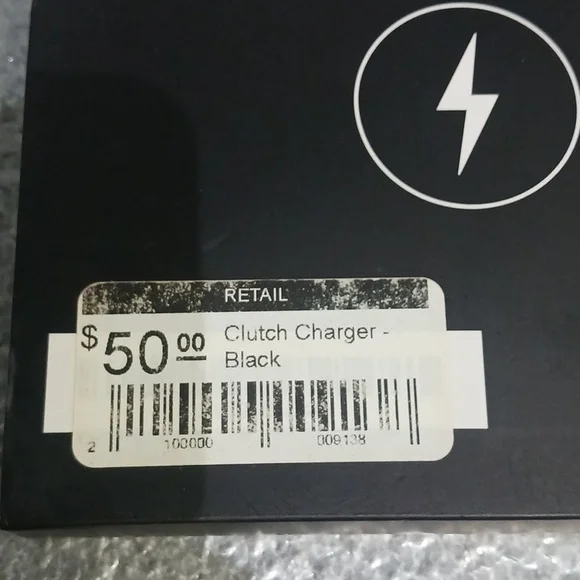 RETAIL
$50.00 Clutch Charger -
Black
2 100000 009138